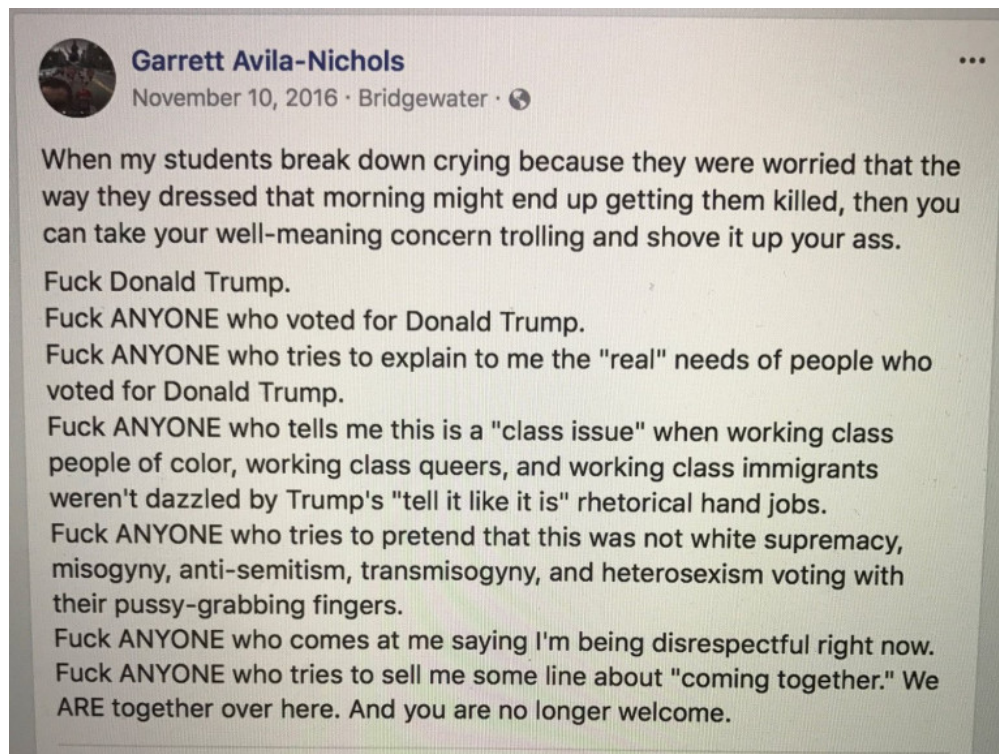 Garrett Avila-Nichols
November 10, 2016 · Bridgewater ·
When my students break down crying because they were worried that the
way they dressed that morning might end up getting them killed, then you
can take your well-meaning concern trolling and shove it up your ass.
Fuck Donald Trump.
Fuck ANYONE who voted for Donald Trump.
Fuck ANYONE who tries to explain to me the "real" needs of people who
voted for Donald Trump.
Fuck ANYONE who tells me this is a "class issue" when working class
people of color, working class queers, and working class immigrants
weren't dazzled by Trump's "tell it like it is" rhetorical hand jobs.
Fuck ANYONE who tries to pretend that this was not white supremacy,
misogyny, anti-semitism, transmisogyny, and heterosexism voting with
their pussy-grabbing fingers.
Fuck ANYONE who comes at me saying I'm being disrespectful right now.
Fuck ANYONE who tries to sell me some line about "coming together." We
ARE together over here. And you are no longer welcome.